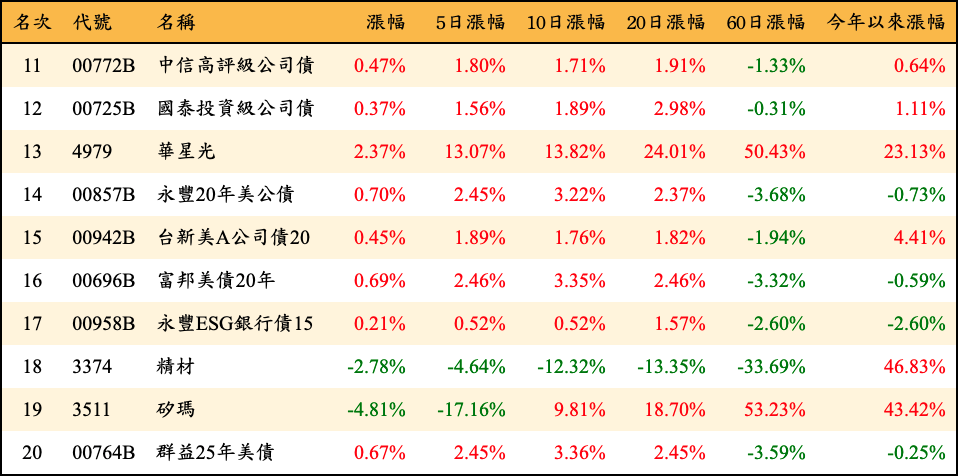 名次 代號 名稱 漲幅 5日漲幅 10日漲幅 20日漲幅 60日漲幅 今年以來漲幅
11 00772B 中信高評級公司債 0.47% 1.80% 1.71% 1.91% -1.33% 0.64%
12 00725B 國泰投資級公司債 0.37% 1.56% 1.89% 2.98% -0.31% 1.11%
13 4979 華星光 2.37% 13.07% 13.82% 24.01% 50.43% 23.13%
14 00857B 永豐20年美公債 0.70% 2.45% 3.22% 2.37% -3.68% -0.73%
15 00942B 台新美A公司債20 0.45% 1.89% 1.76% 1.82% -1.94% 4.41%
16 00696B 富邦美債20年 0.69% 2.46% 3.35% 2.46% -3.32% -0.59%
17 00958B 永豐ESG銀行債15 0.21% 0.52% 0.52% 1.57% -2.60% -2.60%
18 3374 精材 -2.78% -4.64% -12.32% -13.35% -33.69% 46.83%
19 3511 矽瑪 -4.81% -17.16% 9.81% 18.70% 53.23% 43.42%
20 00764B 群益25年美債 0.67% 2.45% 3.36% 2.45% -3.59% -0.25%